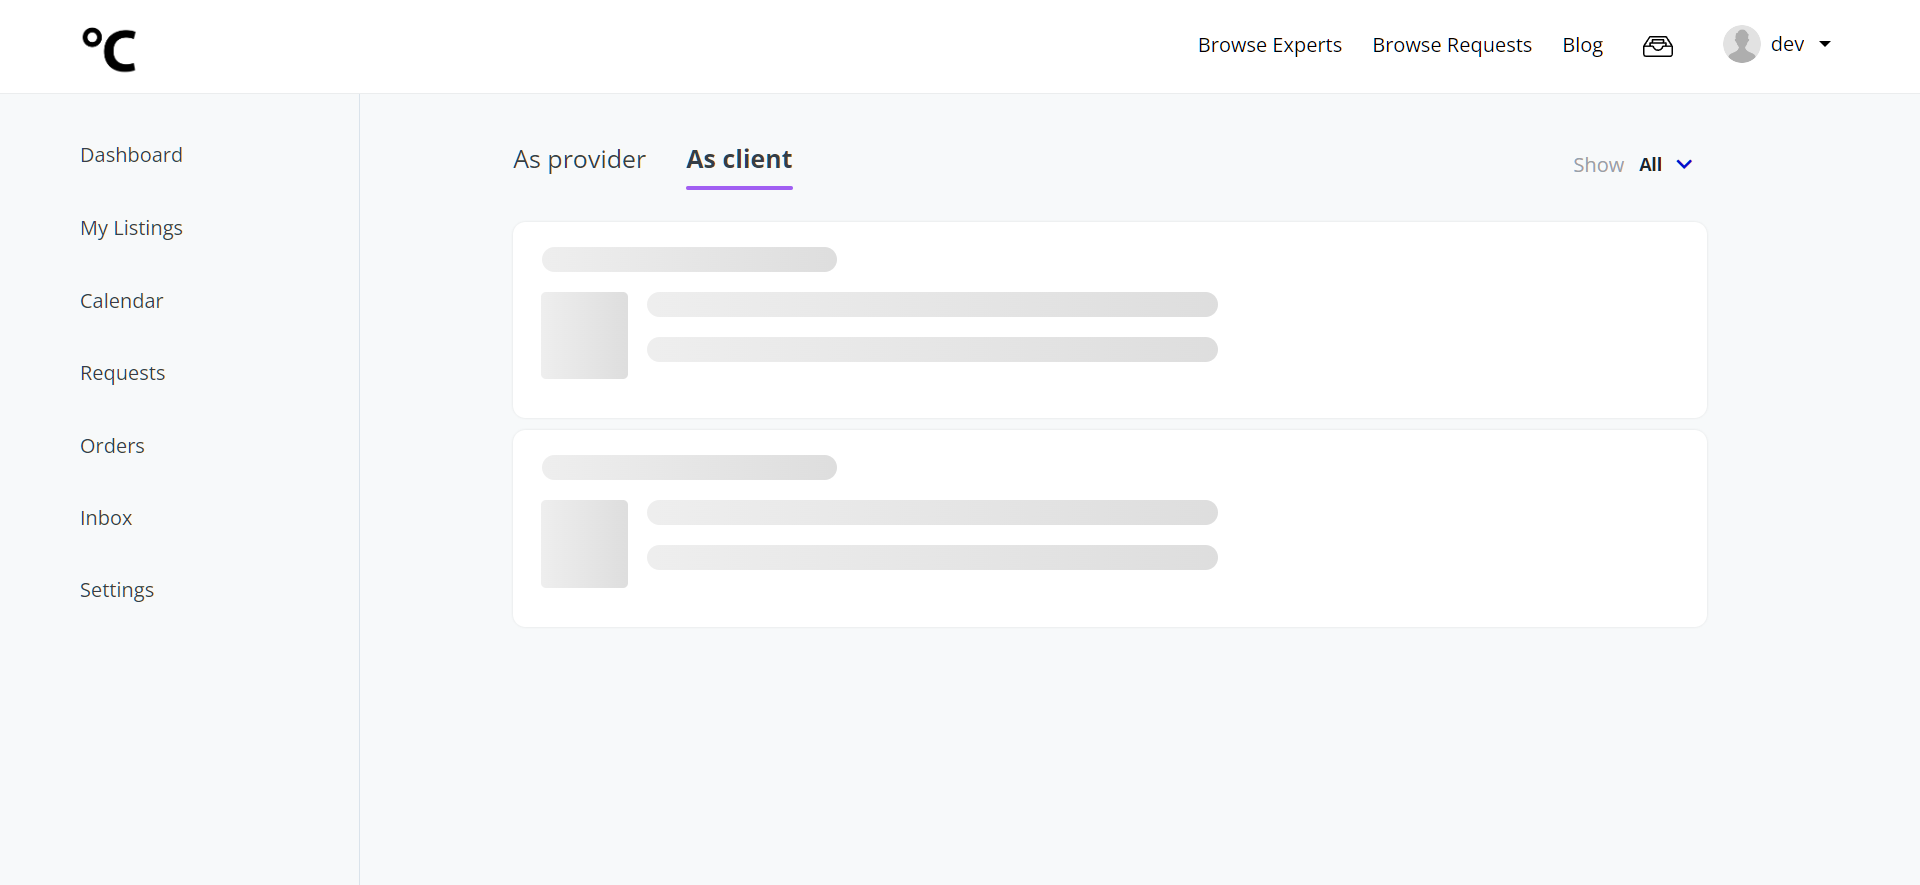 °C
Browse Experts
Browse Requests
Blog
dev
Dashboard
My Listings
Calendar
Requests
Orders
Inbox
Settings
As provider
As client
Show All